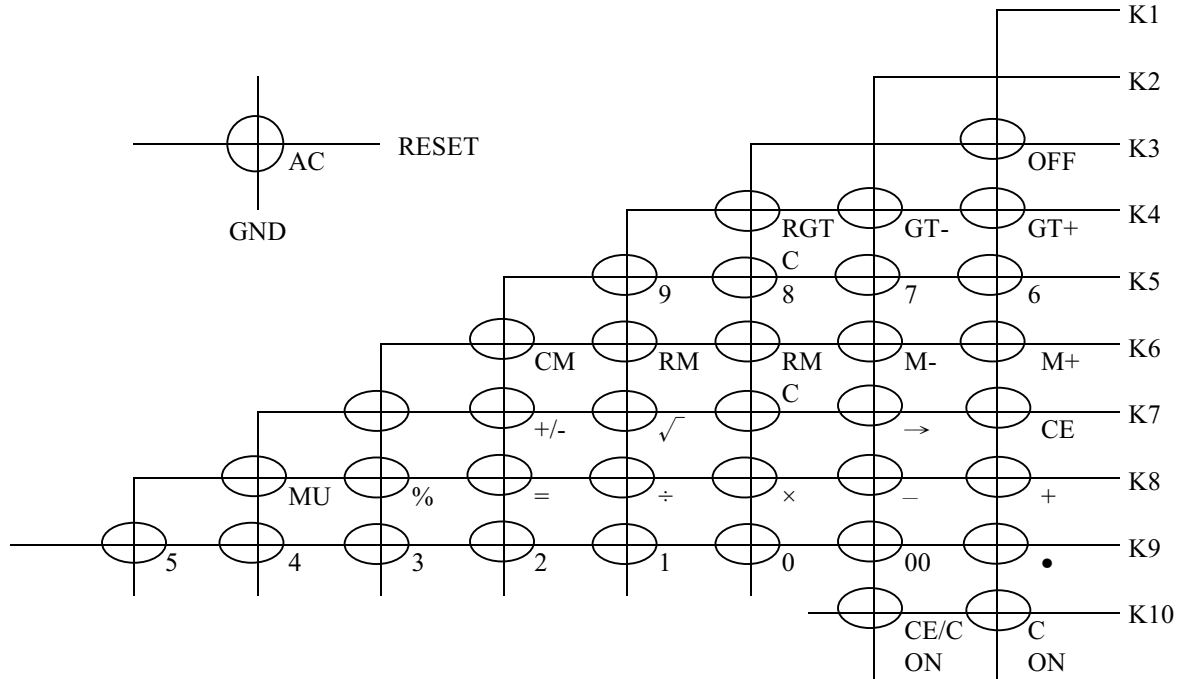 K1
K2
AC RESET
GND
OFF K3
RGT GT- GT+ K4
C
9 8 7 6 K5
CM RM RM M- M+ K6
C
+/- √ → CE K7
MU % = ÷ × – + K8
5 4 3 2 1 0 00 • K9
CE/C C K10
ON ON